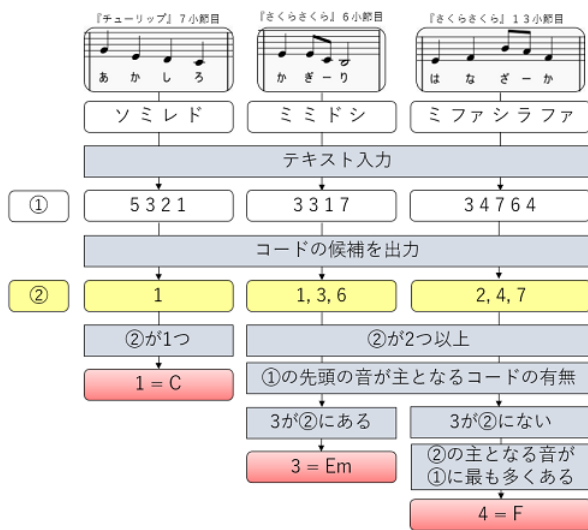 『チューリップ』７小節目
『さくらさくら』６小節目
『さくらさくら』１３小節目
あ か し ろ
か ぎ ー り
は な ざ ー か
ソ ミ レ ド
ミ ミ ド シ
ミ ファ シ ラ ファ
テキスト入力
①
5 3 2 1
3 3 1 7
3 4 7 6 4
コードの候補を出力
②
1
1, 3, 6
2, 4, 7
②が1つ
②が2つ以上
1 = C
①の先頭の音が主となるコードの有無
3が②にある
3が②にない
3 = Em
②の主となる音が
①に最も多くある
4 = F